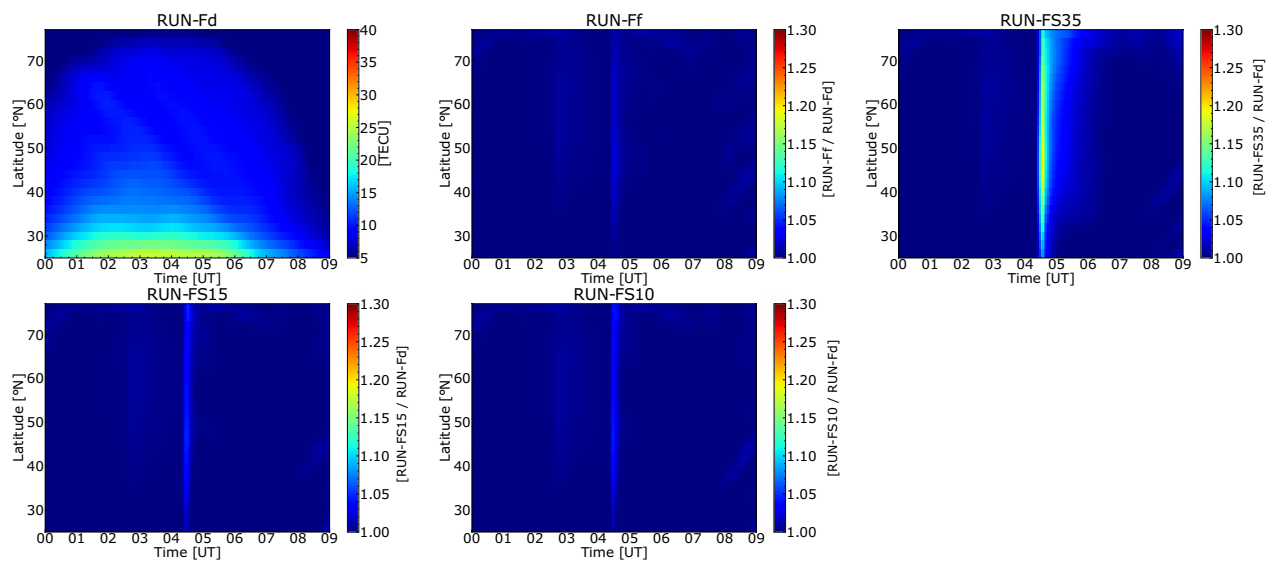 RUN-Fd
70
60
50
40
30
00 01 02 03 04 05 06 07 08 09
Latitude [°N]
Time [UT]
40
35
30
25
20
15
10
5
[TECU]
RUN-Ff
70
60
50
40
30
00 01 02 03 04 05 06 07 08 09
Latitude [°N]
Time [UT]
1.30
1.25
1.20
1.15
1.10
1.05
1.00
[RUN-Ff / RUN-Fd]
RUN-FS35
70
60
50
40
30
00 01 02 03 04 05 06 07 08 09
Latitude [°N]
Time [UT]
1.30
1.25
1.20
1.15
1.10
1.05
1.00
[RUN-FS35 / RUN-Fd]
RUN-FS15
70
60
50
40
30
00 01 02 03 04 05 06 07 08 09
Latitude [°N]
Time [UT]
1.30
1.25
1.20
1.15
1.10
1.05
1.00
[RUN-FS15 / RUN-Fd]
RUN-FS10
70
60
50
40
30
00 01 02 03 04 05 06 07 08 09
Latitude [°N]
Time [UT]
1.30
1.25
1.20
1.15
1.10
1.05
1.00
[RUN-FS10 / RUN-Fd]